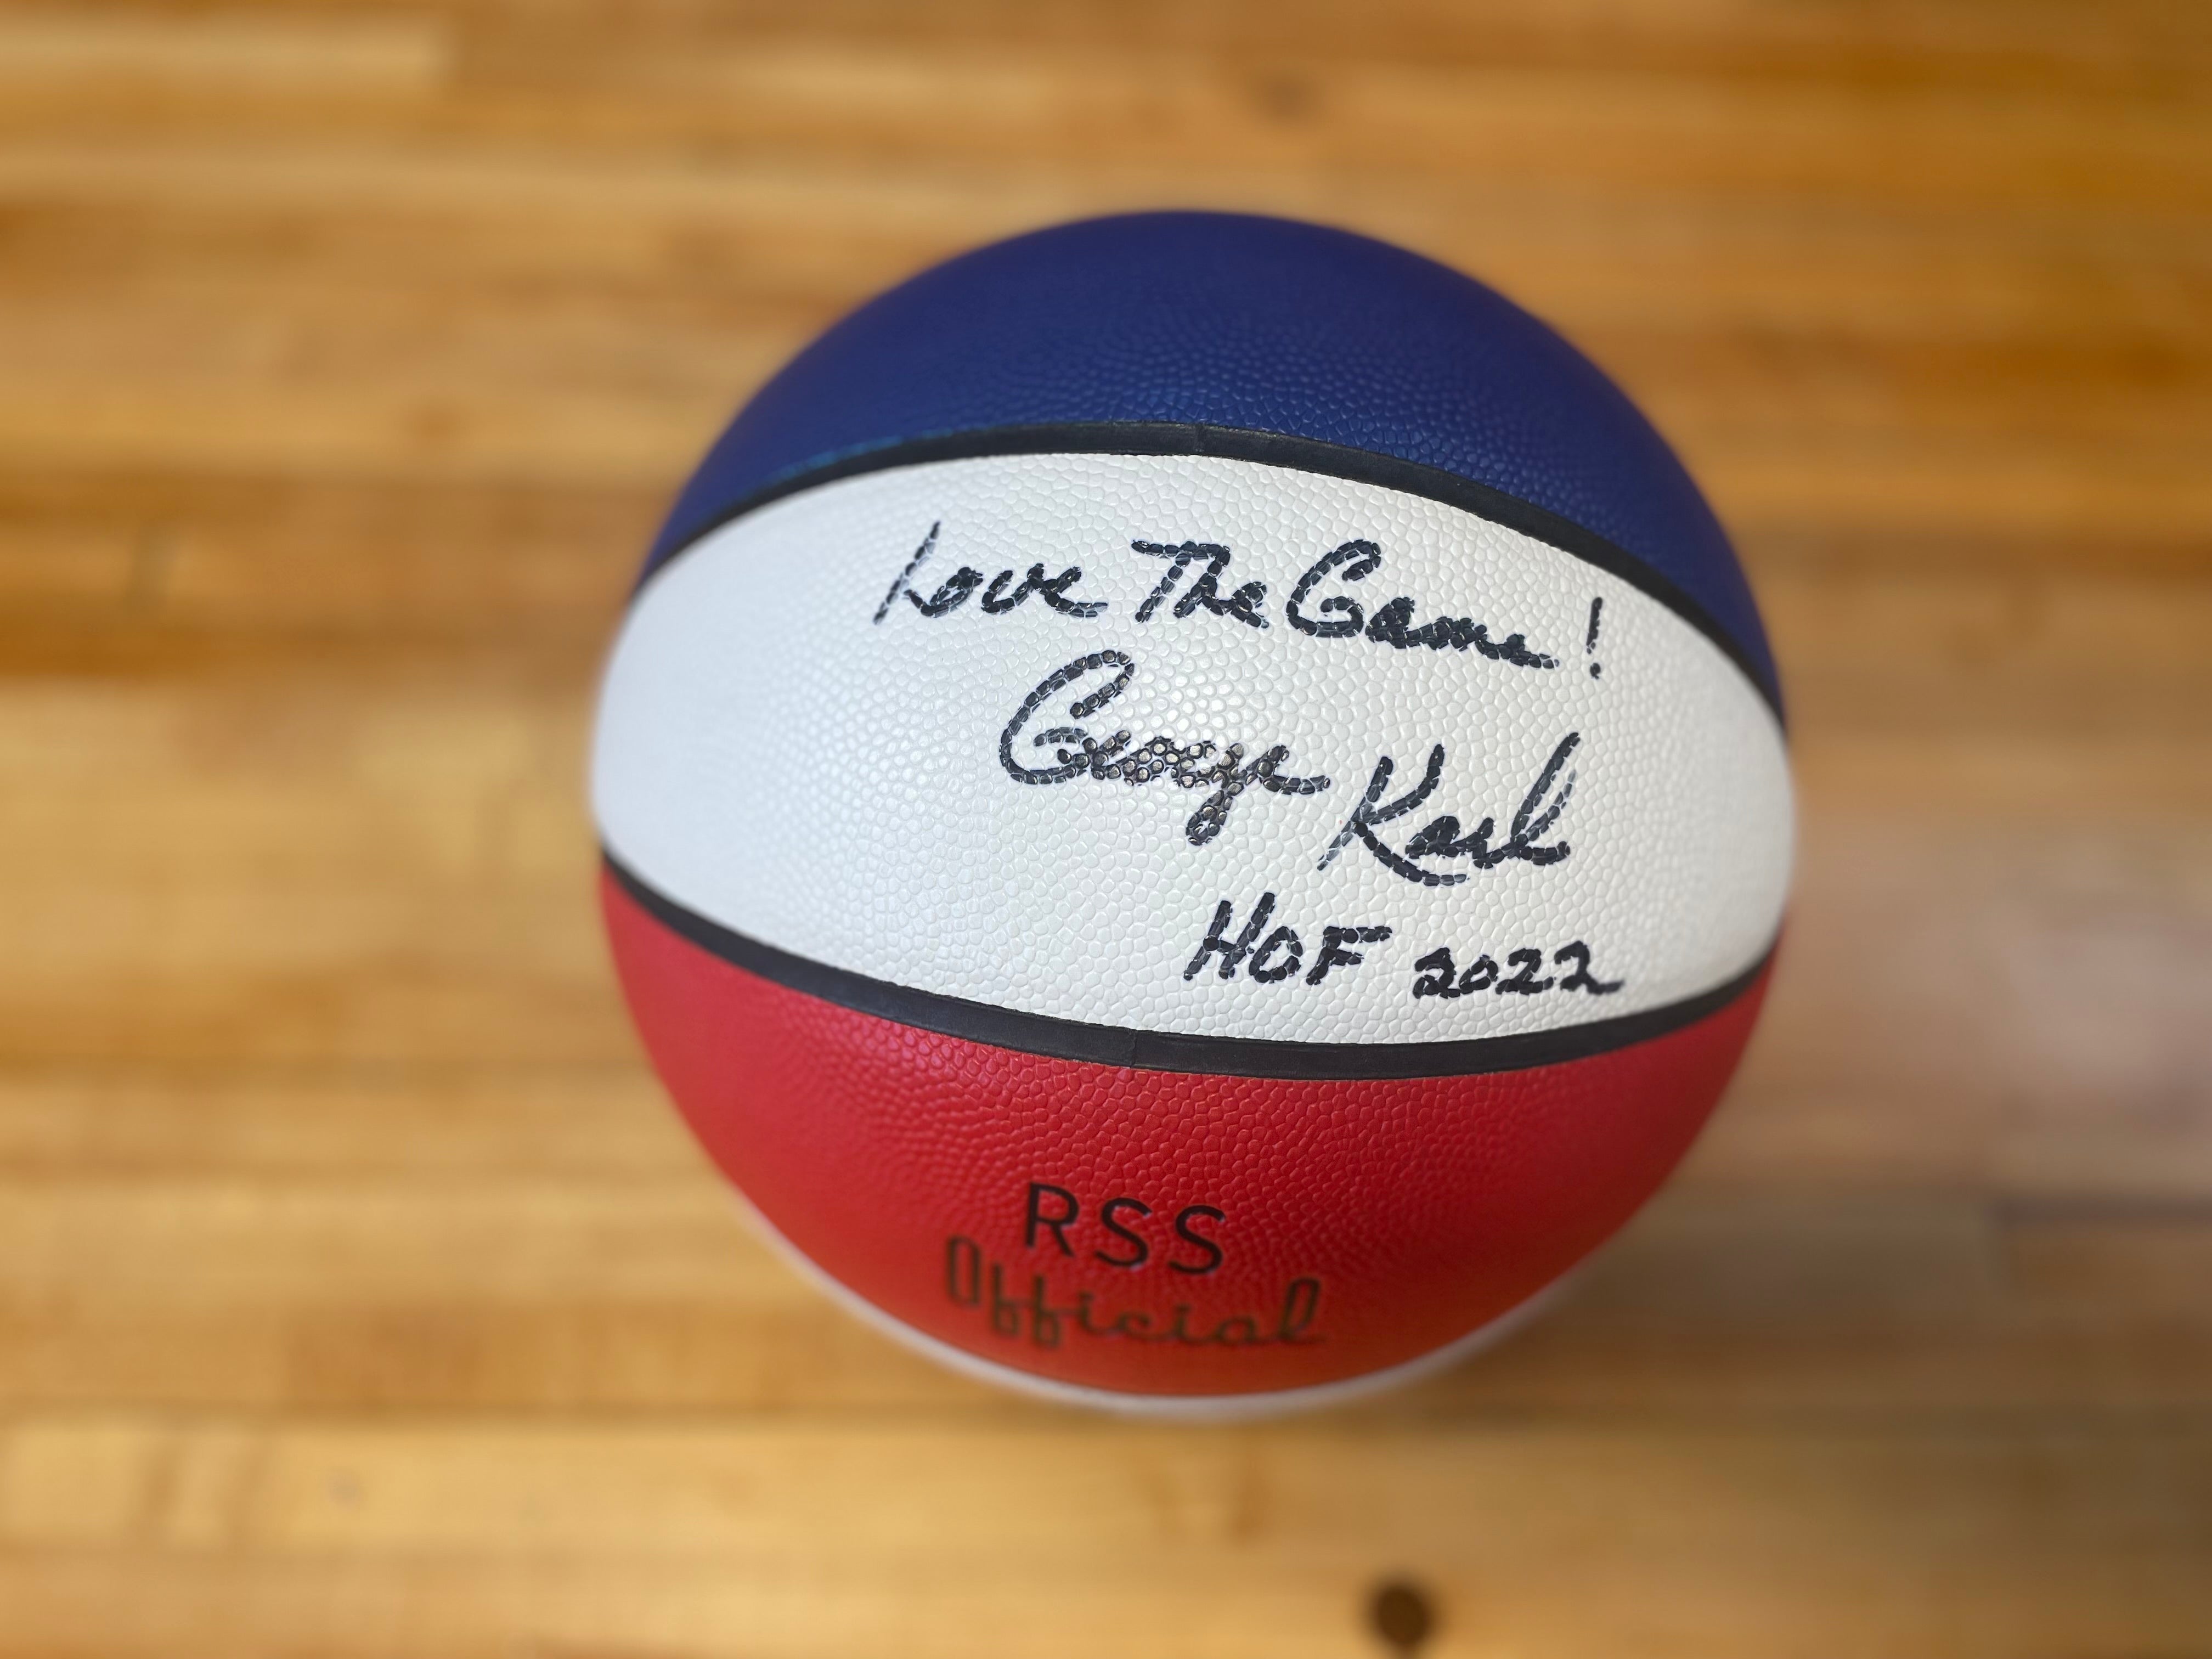 Love The Game!
George Karl
HOF 2022
RSS
Official